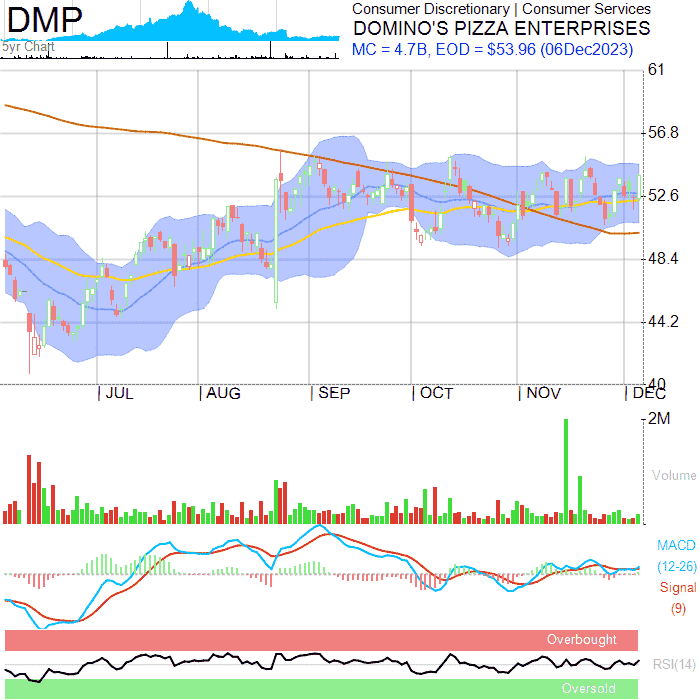 DMP
5yr Chart
Consumer Discretionary | Consumer Services
DOMINO'S PIZZA ENTERPRISES
MC = 4.7B, EOD = $53.96 (06Dec2023)
61
56.8
52.6
48.4
44.2
40
JUL
AUG
SEP
OCT
NOV
DEC
2M
Volume
MACD
(12-26)
Signal
(9)
Overbought
RSI(14)
Oversold